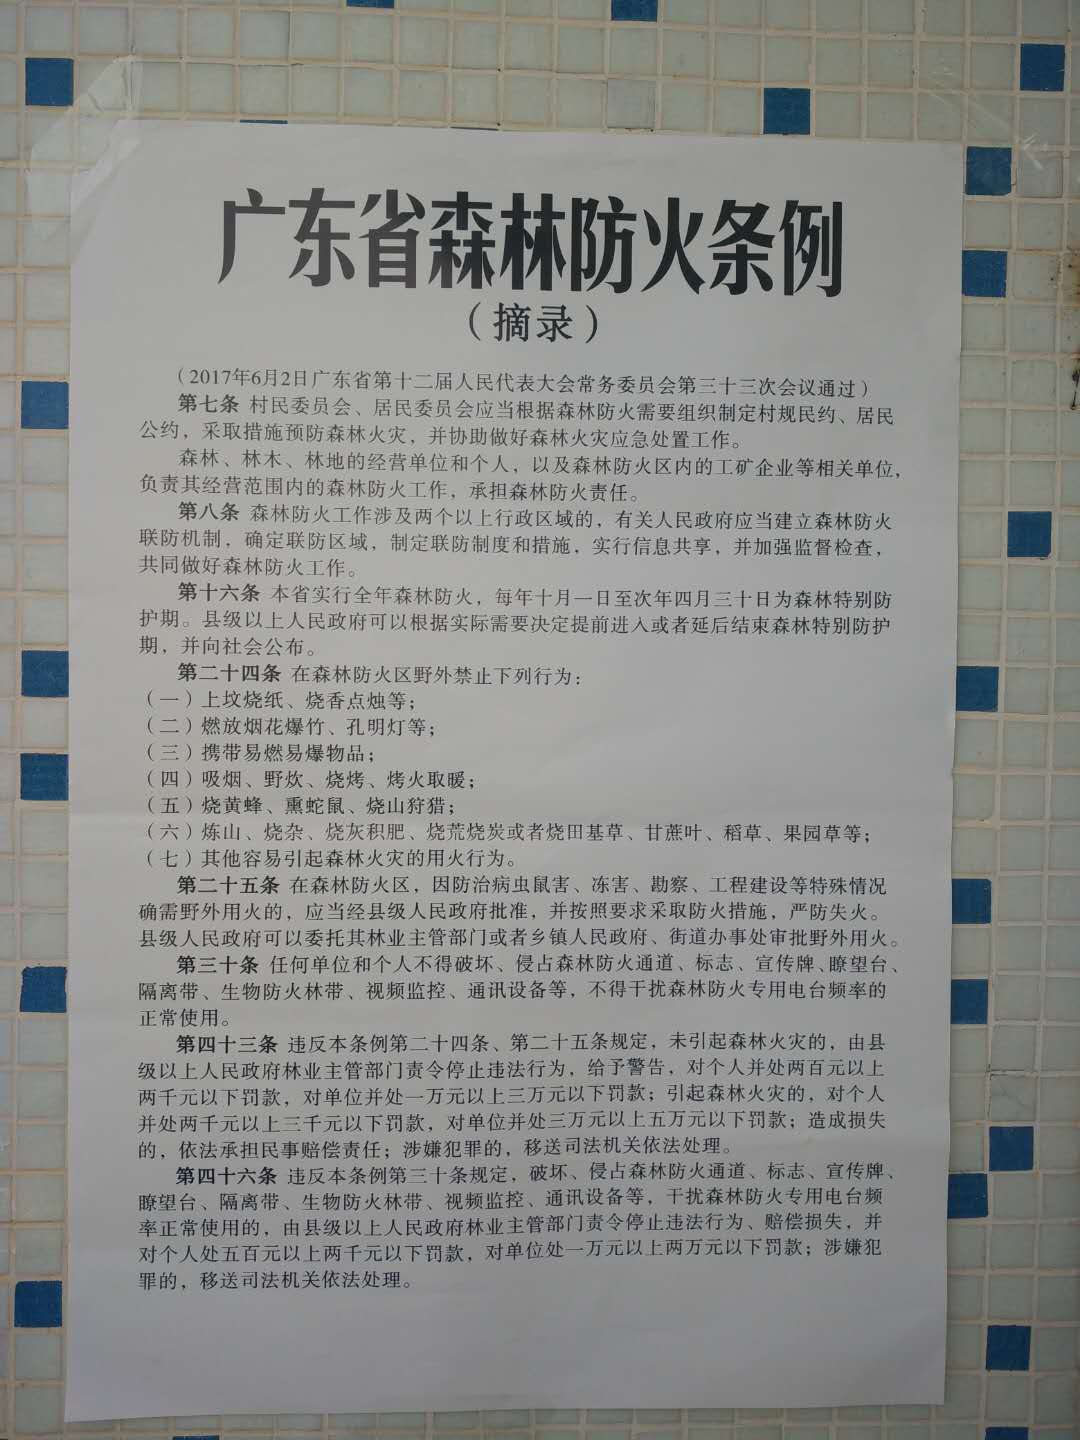 广东省森林防火条例
（摘录）
（2017年6月2日广东省第十二届人民代表大会常务委员会第三十三次会议通过）
第七条 村民委员会、居民委员会应当根据森林防火需要组织制定村规民约、居民
公约，采取措施预防森林火灾，并协助做好森林火灾应急处置工作。
森林、林木、林地的经营单位和个人，以及森林防火区内的工矿企业等相关单位，
负责其经营范围内的森林防火工作，承担森林防火责任。
第八条 森林防火工作涉及两个以上行政区域的，有关人民政府应当建立森林防火
联防机制，确定联防区域，制定联防制度和措施，实行信息共享，并加强监督检查，
共同做好森林防火工作。
第十六条 本省实行全年森林防火，每年十月一日至次年四月三十日为森林特别防
护期。县级以上人民政府可以根据实际需要决定提前进入或者延后结束森林特别防护
期，并向社会公布。
第二十四条 在森林防火区野外禁止下列行为：
（一）上坟烧纸、烧香点烛等；
（二）燃放烟花爆竹、孔明灯等；
（三）携带易燃易爆物品；
（四）吸烟、野炊、烧烤、烤火取暖；
（五）烧黄蜂、熏蛇鼠、烧山狩猎；
（六）炼山、烧杂、烧灰积肥、烧荒烧炭或者烧田基草、甘蔗叶、稻草、果园草等；
（七）其他容易引起森林火灾的用火行为。
第二十五条 在森林防火区，因防治病虫鼠害、冻害、勘察、工程建设等特殊情况
确需野外用火的，应当经县级人民政府批准，并按照要求采取防火措施，严防失火。
县级人民政府可以委托其林业主管部门或者乡镇人民政府、街道办事处审批野外用火。
第三十条 任何单位和个人不得破坏、侵占森林防火通道、标志、宣传牌、瞭望台、
隔离带、生物防火林带、视频监控、通讯设备等，不得干扰森林防火专用电台频率的
正常使用。
第四十三条 违反本条例第二十四条、第二十五条规定，未引起森林火灾的，由县
级以上人民政府林业主管部门责令停止违法行为，给予警告，对个人并处两百元以上
两千元以下罚款，对单位并处一万元以上三万元以下罚款；引起森林火灾的，对个人
并处两千元以上三千元以下罚款，对单位并处三万元以上五万元以下罚款；造成损失
的，依法承担民事赔偿责任；涉嫌犯罪的，移送司法机关依法处理。
第四十六条 违反本条例第三十条规定，破坏、侵占森林防火通道、标志、宣传牌、
瞭望台、隔离带、生物防火林带、视频监控、通讯设备等，干扰森林防火专用电台频
率正常使用的，由县级以上人民政府林业主管部门责令停止违法行为、赔偿损失，并
对个人处五百元以上两千元以下罚款，对单位处一万元以上两万元以下罚款；涉嫌犯
罪的，移送司法机关依法处理。